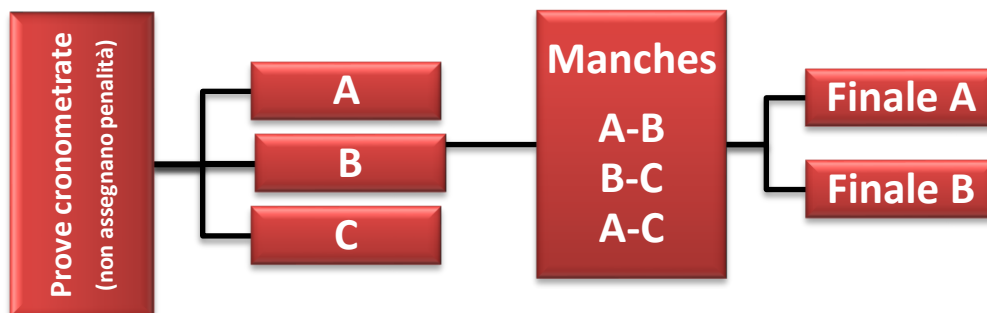 Prove cronometrate
(non assegnano penalità)
A
B
C
Manches
A-B
B-C
A-C
Finale A
Finale B